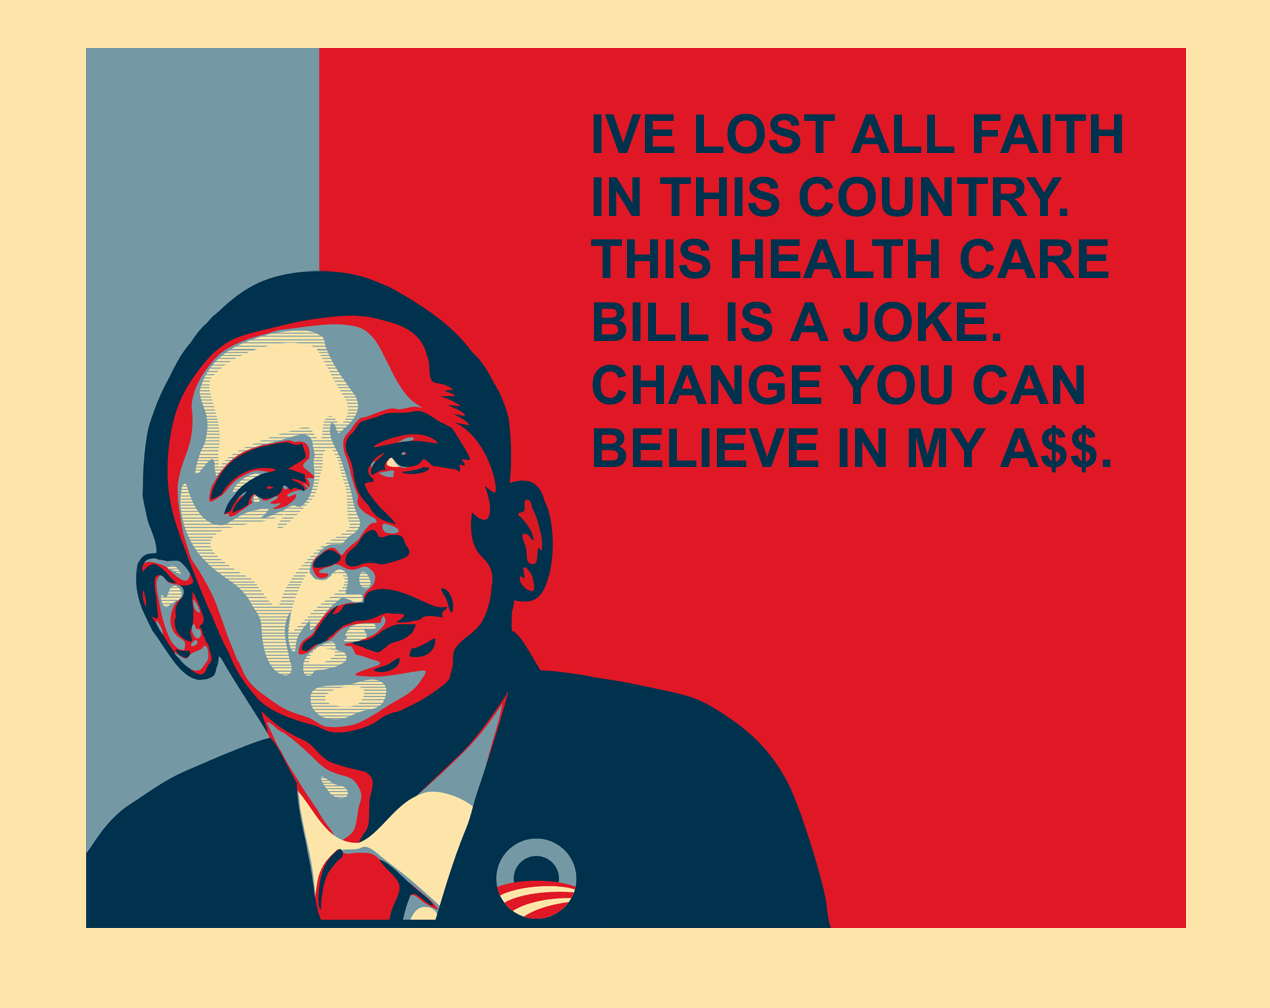 IVE LOST ALL FAITH
IN THIS COUNTRY.
THIS HEALTH CARE
BILL IS A JOKE.
CHANGE YOU CAN
BELIEVE IN MY A$$.